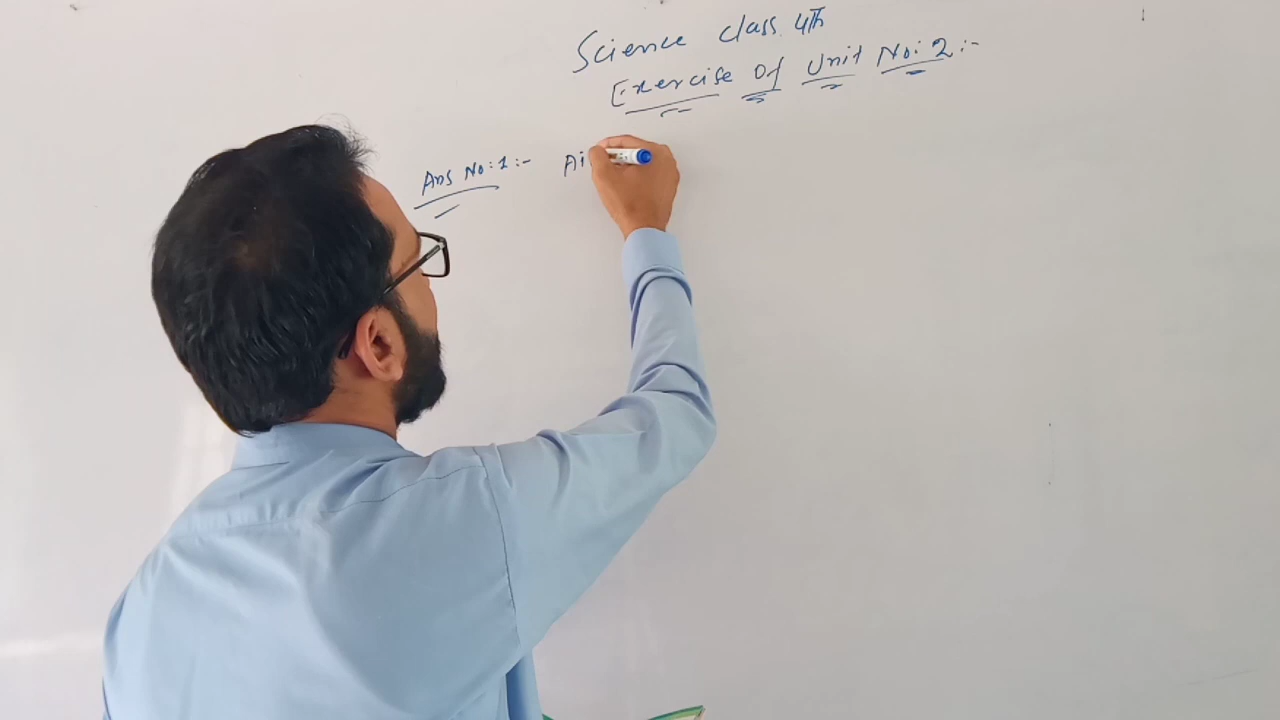 Science class 4th
Exercise Of Unit No: 2:-
Ans No:1:- Ai